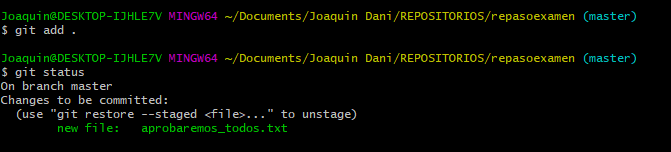 Joaquin@DESKTOP-IJHLE7V MINGW64 ~/Documents/Joaquin Dani/REPOSITORIOS/repasoexamen (master)
$ git add .
Joaquin@DESKTOP-IJHLE7V MINGW64 ~/Documents/Joaquin Dani/REPOSITORIOS/repasoexamen (master)
$ git status
On branch master
Changes to be committed:
  (use "git restore --staged <file>..." to unstage)
        new file:   aprobaremos_todos.txt